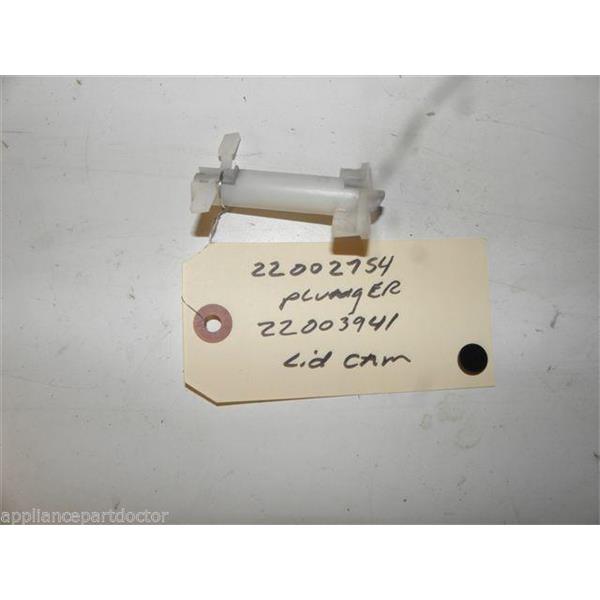 22002754
PLUNGER
22003941
Lid CAM
appliancepartdoctor